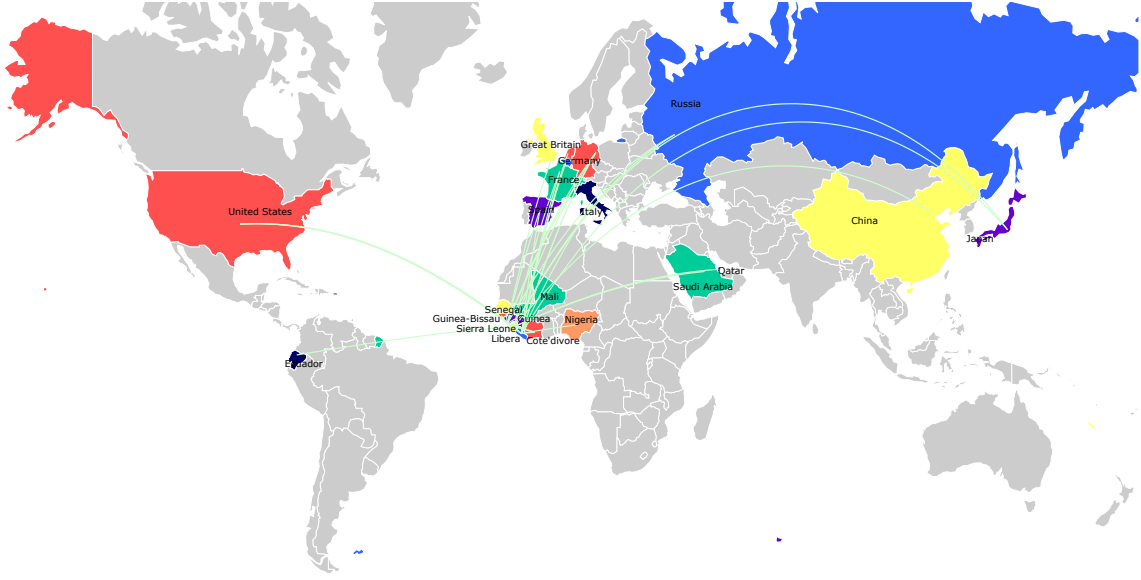 Russia
Great Britain
Germany
France
United States
Spain
Italy
China
Japan
Qatar
Saudi Arabia
Mali
Senegal
Guinea-Bissau
Guinea
Nigeria
Sierra Leone
Libera
Cote'divore
Ecuador